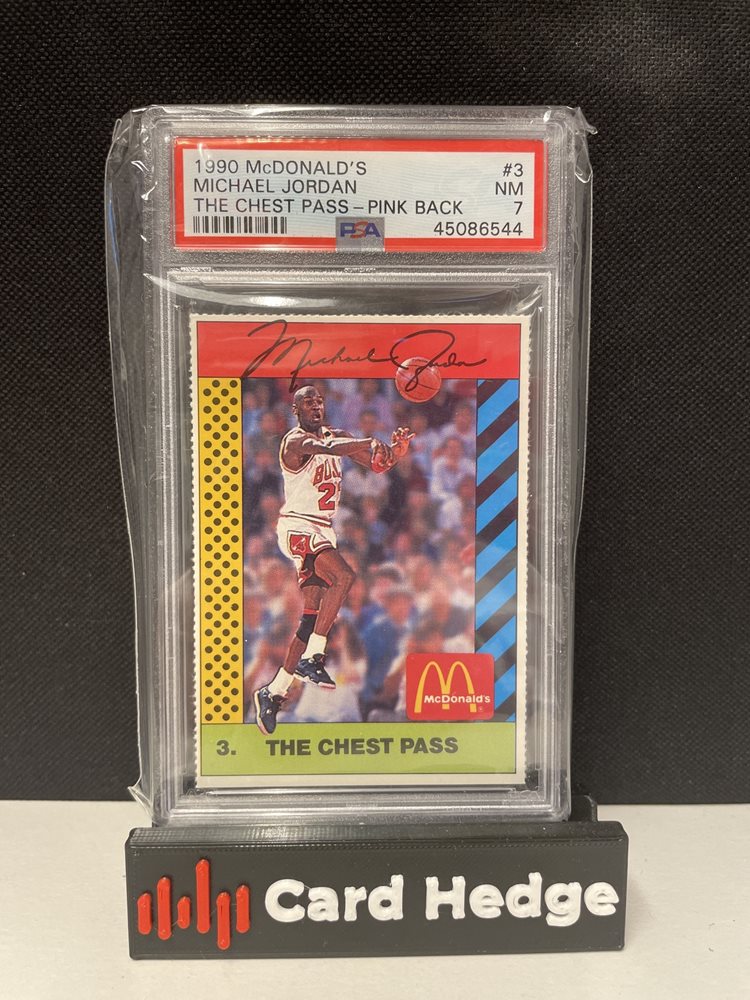 1990 McDONALD'S #3
MICHAEL JORDAN NM
THE CHEST PASS – PINK BACK 7
PSA 45086544
Michael Jordan
BULLS
2
McDonald's
3. THE CHEST PASS
Card Hedge